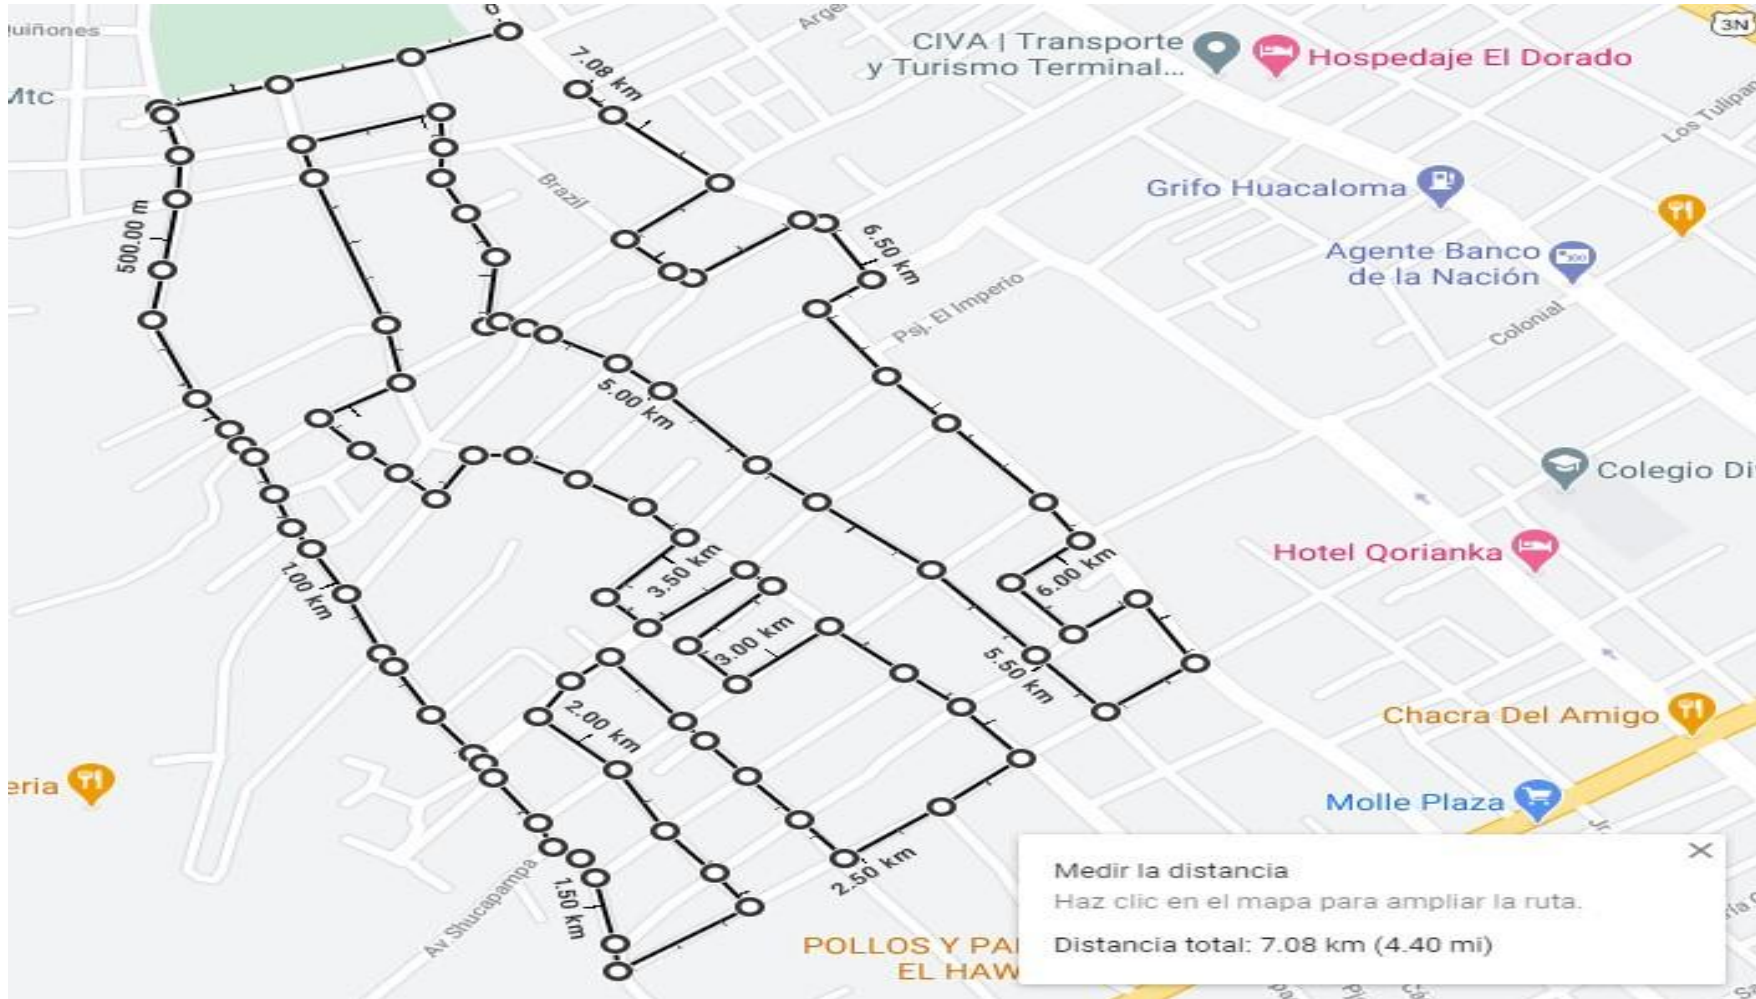 3N
7.08 km
CIVA | Transporte
y Turismo Terminal...
Hospedaje El Dorado
Brazil
Grifo Huacaloma
500.00 m
6.50 km
Agente Banco
de la Nación
Psj. El Imperio
Colonial
5.00 km
Hotel Qorianka
1.00 km
3.50 km
6.00 km
3.00 km
5.50 km
2.00 km
Chacra Del Amigo
Molle Plaza
2.50 km
1.50 km
Av Shucapampa
Medir la distancia
Haz clic en el mapa para ampliar la ruta.
Distancia total: 7.08 km (4.40 mi)
POLLOS Y PA
EL HAW
Colegio Di
Los Tulipan
uiñones
Mtc
eria
Arge
Jr.